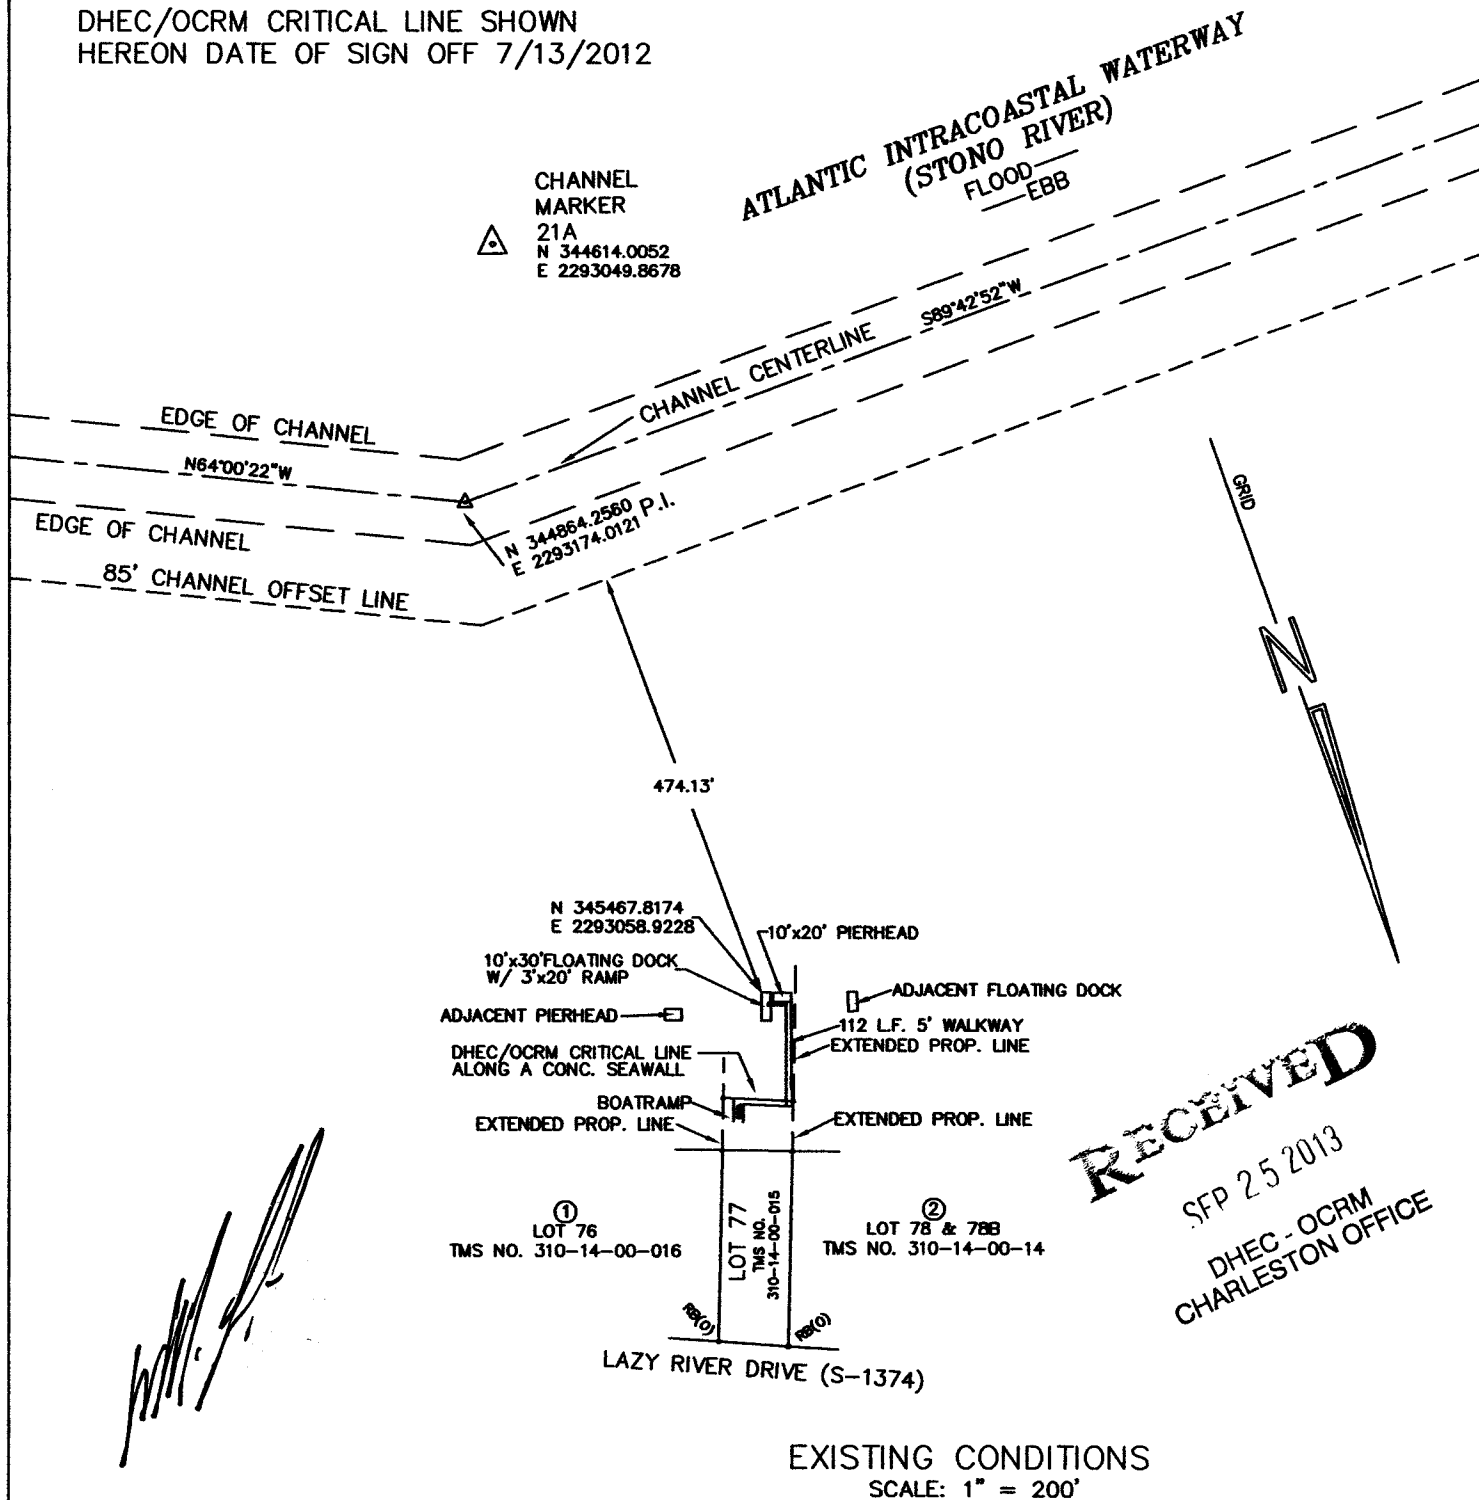 DHEC/OCRM CRITICAL LINE SHOWN
HEREON DATE OF SIGN OFF 7/13/2012
ATLANTIC INTRACOASTAL WATERWAY
(STONO RIVER)
FLOOD
EBB
CHANNEL
MARKER
21A
N 344614.0052
E 2293049.8678
S89°42'52"W
CHANNEL CENTERLINE
EDGE OF CHANNEL
N64°00'22"W
EDGE OF CHANNEL
N 344864.2560 P.I.
E 2293174.0121
85' CHANNEL OFFSET LINE
GRID
N
474.13'
N 345467.8174
E 2293058.9228
10'x20' PIERHEAD
10'x30'FLOATING DOCK
W/ 3'x20' RAMP
ADJACENT FLOATING DOCK
ADJACENT PIERHEAD
112 L.F. 5' WALKWAY
EXTENDED PROP. LINE
DHEC/OCRM CRITICAL LINE
ALONG A CONC. SEAWALL
BOATRAMP
EXTENDED PROP. LINE
EXTENDED PROP. LINE
RECEIVED
SEP 25 2013
DHEC - OCRM
CHARLESTON OFFICE
1
LOT 76
TMS NO. 310-14-00-016
LOT 77
TMS NO.
310-14-00-015
2
LOT 78 & 78B
TMS NO. 310-14-00-14
RB(O)
RB(O)
LAZY RIVER DRIVE (S-1374)
EXISTING CONDITIONS
SCALE: 1" = 200'